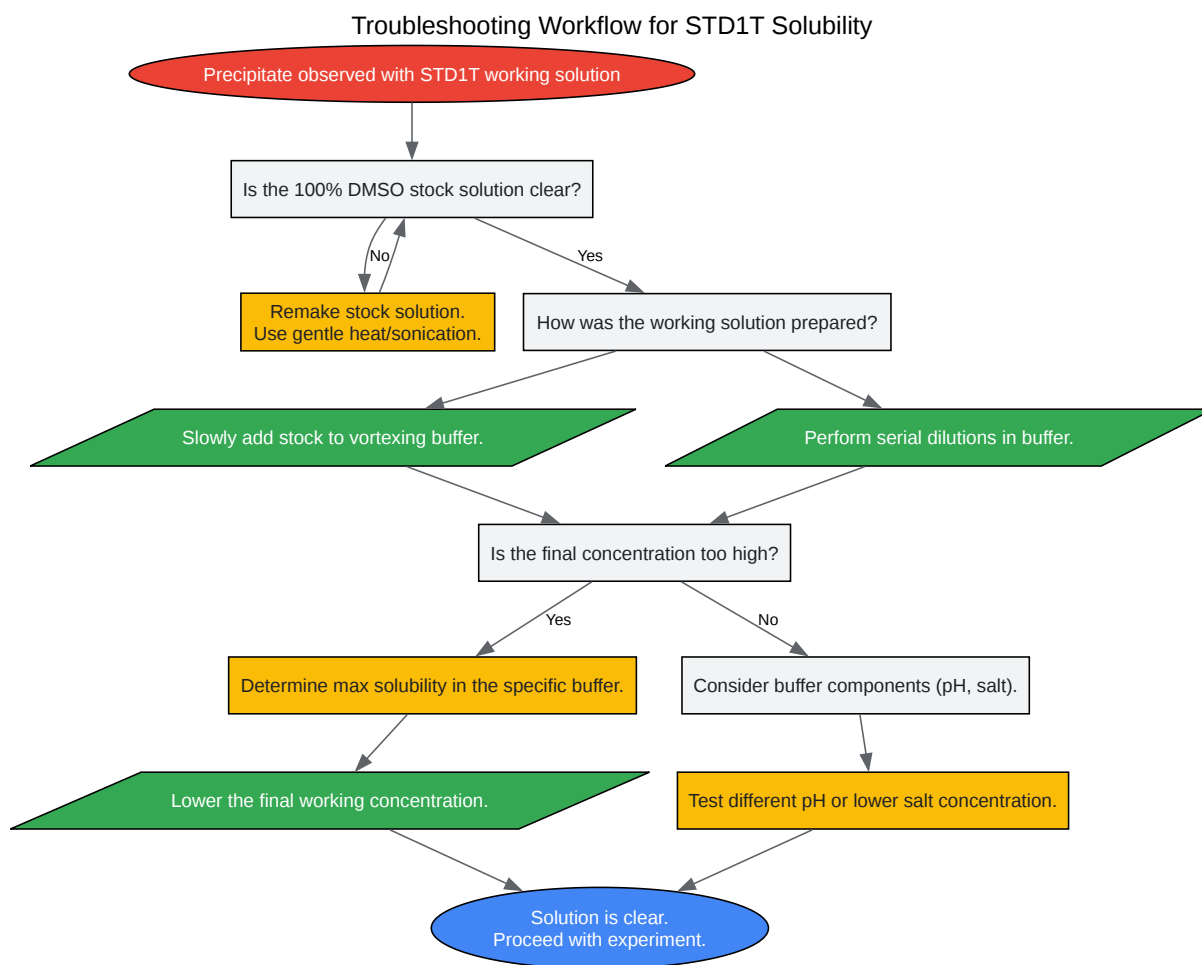 Troubleshooting Workflow for STD1T Solubility
Precipitate observed with STD1T working solution
Is the 100% DMSO stock solution clear?
No
Yes
Remake stock solution.
Use gentle heat/sonication.
How was the working solution prepared?
Slowly add stock to vortexing buffer.
Perform serial dilutions in buffer.
Is the final concentration too high?
Yes
No
Determine max solubility in the specific buffer.
Consider buffer components (pH, salt).
Lower the final working concentration.
Test different pH or lower salt concentration.
Solution is clear.
Proceed with experiment.